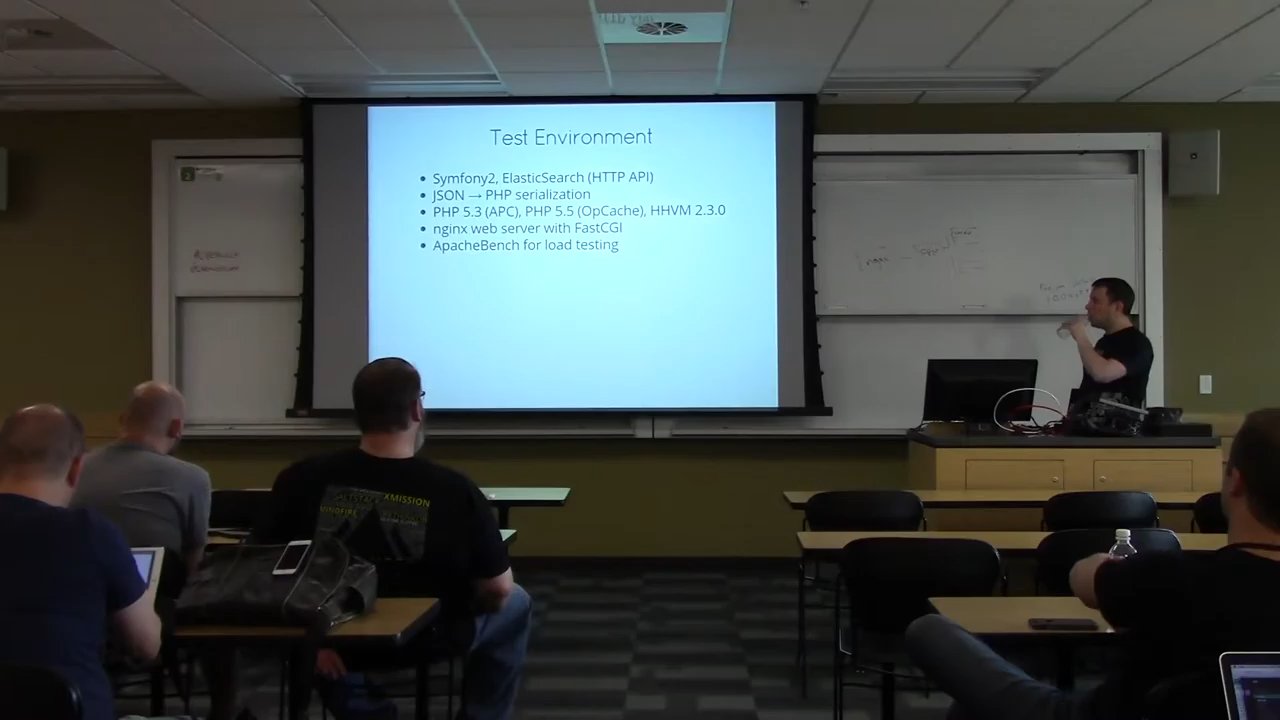 Test Environment
Symfony2, ElasticSearch (HTTP API)
JSON → PHP serialization
PHP 5.3 (APC), PHP 5.5 (OpCache), HHVM 2.3.0
nginx web server with FastCGI
ApacheBench for load testing
XMISSION